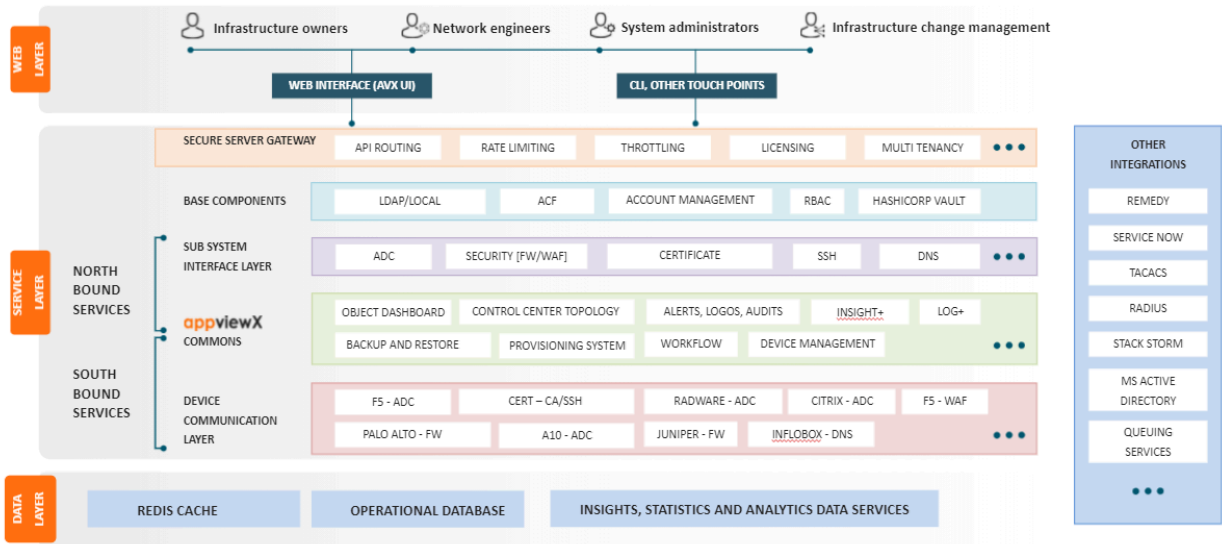 WEB
LAYER
Infrastructure owners
Network engineers
System administrators
Infrastructure change management
WEB INTERFACE (AVX UI)
CLI, OTHER TOUCH POINTS
SERVICE
LAYER
NORTH
BOUND
SERVICES
SOUTH
BOUND
SERVICES
SECURE SERVER GATEWAY
API ROUTING
RATE LIMITING
THROTTLING
LICENSING
MULTI TENANCY
BASE COMPONENTS
LDAP/LOCAL
ACF
ACCOUNT MANAGEMENT
RBAC
HASHICORP VAULT
SUB SYSTEM
INTERFACE LAYER
ADC
SECURITY [FW/WAF]
CERTIFICATE
SSH
DNS
appviewX
COMMONS
OBJECT DASHBOARD
CONTROL CENTER TOPOLOGY
ALERTS, LOGOS, AUDITS
INSIGHT+
LOG+
BACKUP AND RESTORE
PROVISIONING SYSTEM
WORKFLOW
DEVICE MANAGEMENT
DEVICE
COMMUNICATION
LAYER
F5 - ADC
CERT – CA/SSH
RADWARE - ADC
CITRIX - ADC
F5 - WAF
PALO ALTO - FW
A10 - ADC
JUNIPER - FW
INFLOBOX - DNS
OTHER
INTEGRATIONS
REMEDY
SERVICE NOW
TACACS
RADIUS
STACK STORM
MS ACTIVE
DIRECTORY
QUEUING
SERVICES
DATA
LAYER
REDIS CACHE
OPERATIONAL DATABASE
INSIGHTS, STATISTICS AND ANALYTICS DATA SERVICES